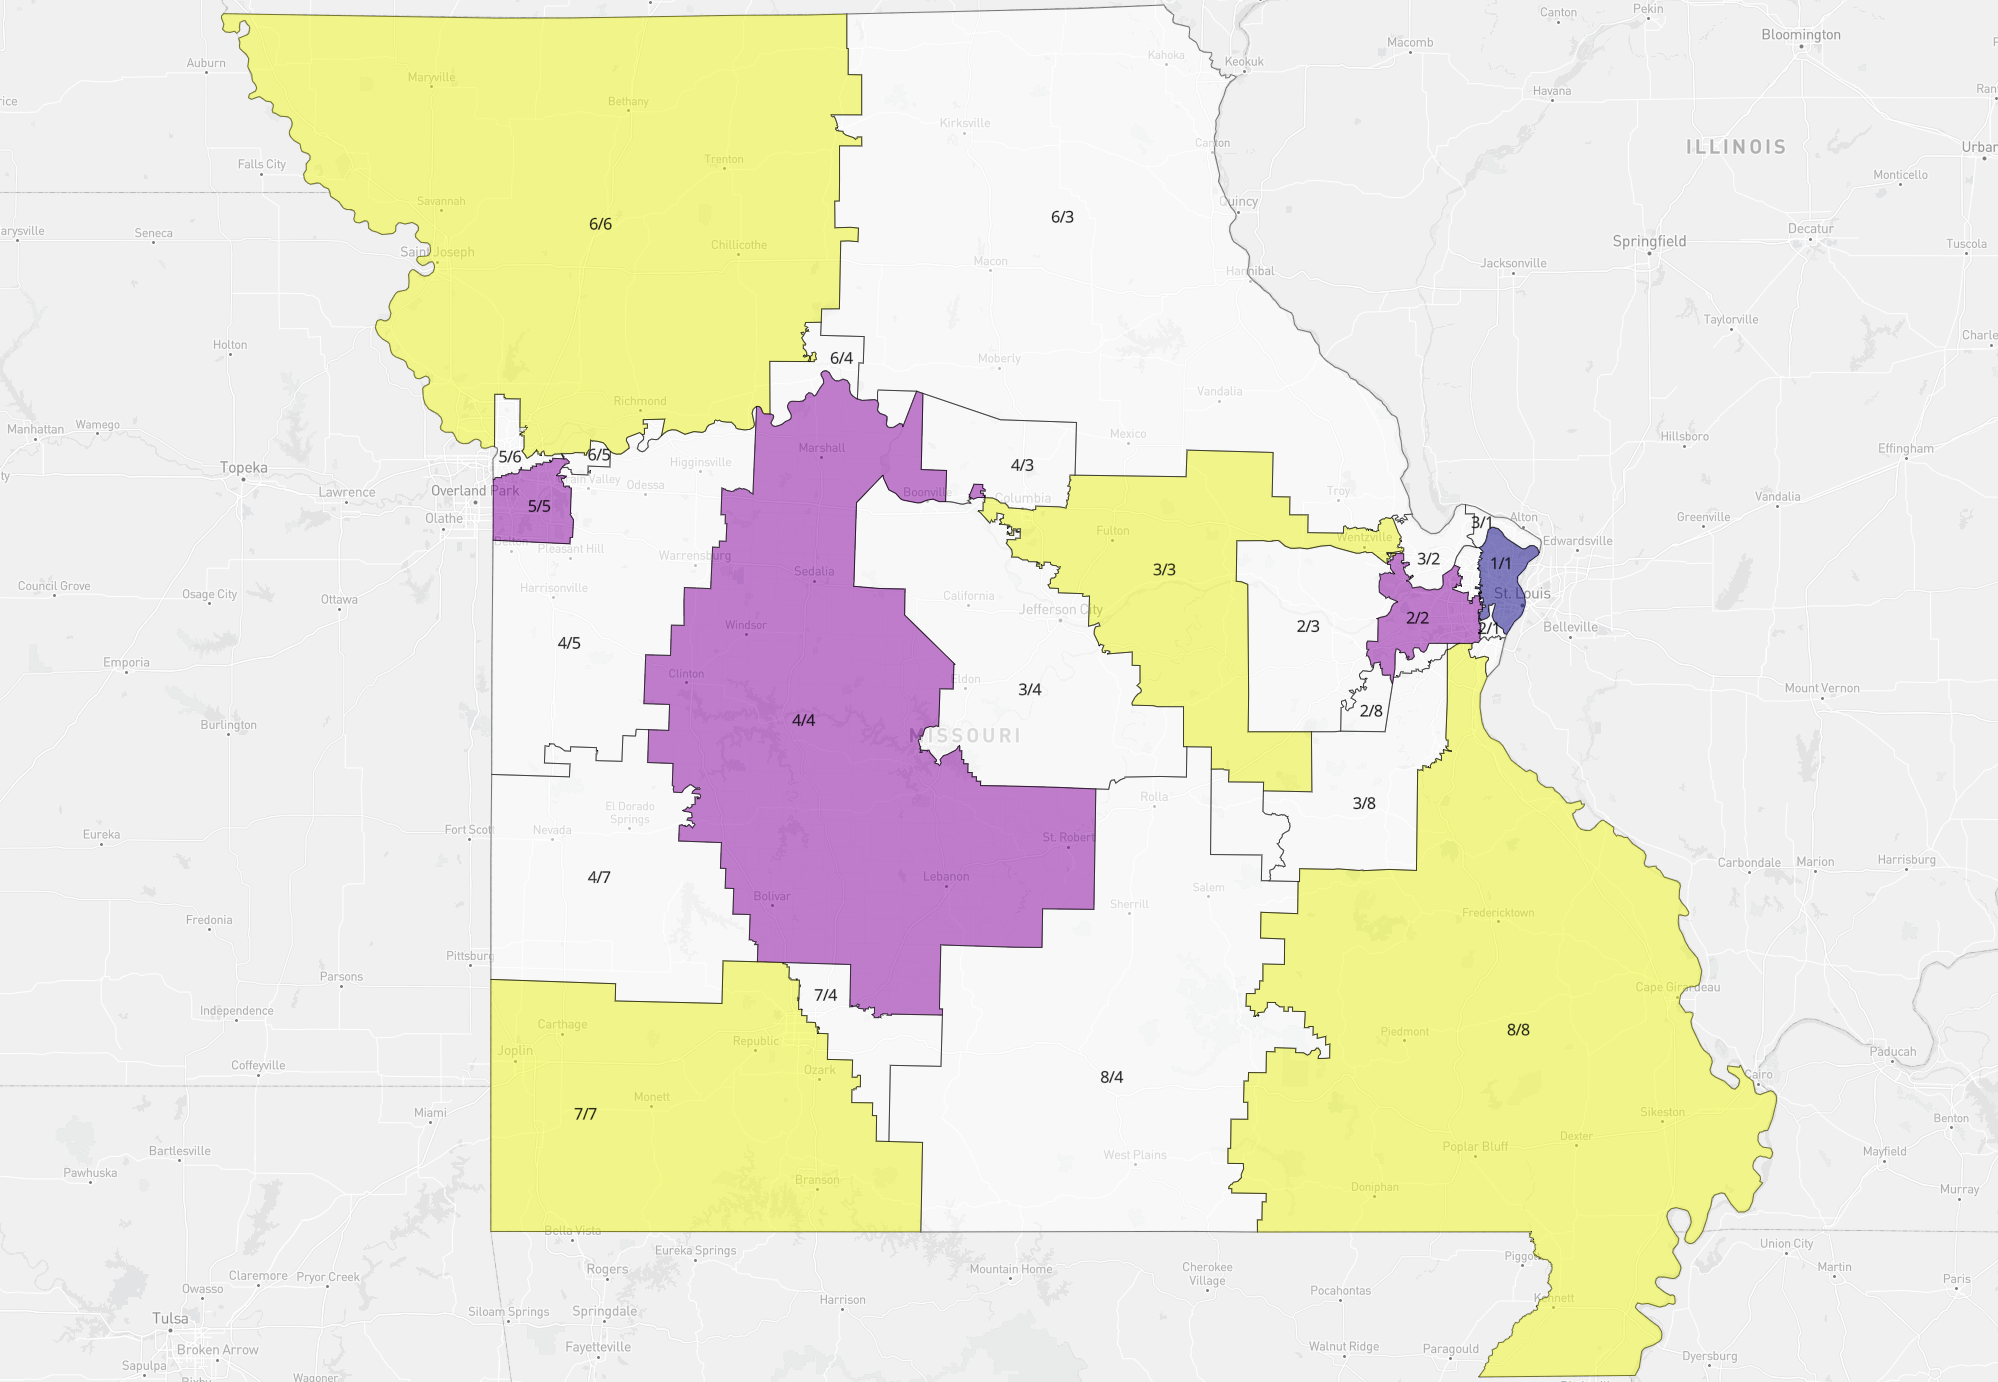 Canton
Pekin
Bloomington
Macomb
Kahoka
Keokuk
Auburn
Maryville
Havana
Bethany
Kirksville
ILLINOIS
Canton
Falls City
Trenton
Monticello
Savannah
Quincy
6/6
6/3
Seneca
Chillicothe
Springfield
Decatur
Tuscola
Saint Joseph
Macon
Jacksonville
Hannibal
Taylorville
Holton
6/4
Moberly
Vandalia
Richmond
Manhattan
Wamego
Mexico
Hillsboro
Effingham
Marshall
5/6
6/5
Higginsville
4/3
Topeka
Overland Park
Odessa
Boonville
Columbia
Troy
Lawrence
5/5
Vandalia
3/1
Alton
Greenville
Olathe
Fulton
Wentzville
Edwardsville
Pleasant Hill
Warrensburg
3/2
1/1
Sedalia
3/3
Council Grove
Osage City
Ottawa
Harrisonville
California
Jefferson City
St. Louis
Windsor
2/3
2/2
2/1
Belleville
4/5
Emporia
Clinton
Eldon
3/4
Mount Vernon
2/8
Burlington
4/4
MISSOURI
El Dorado
Springs
Rolla
3/8
Eureka
Fort Scott
Nevada
St. Robert
Carbondale
Marion
Harrisburg
4/7
Lebanon
Salem
Bolivar
Sherrill
Fredonia
Fredericktown
Pittsburg
Parsons
7/4
Cape Girardeau
Independence
Carthage
Piedmont
8/8
Joplin
Republic
Paducah
Coffeyville
Ozark
8/4
Cairo
Monett
7/7
Miami
Sikeston
Benton
Bartlesville
West Plains
Poplar Bluff
Dexter
Mayfield
Pawhuska
Branson
Doniphan
Murray
Bella Vista
Eureka Springs
Union City
Rogers
Mountain Home
Cherokee
Village
Martin
Claremore
Pryor Creek
Pocahontas
Paris
Owasso
Harrison
Kennett
Tulsa
Siloam Springs
Springdale
Broken Arrow
Fayetteville
Walnut Ridge
Paragould
Dyersburg
Sapulpa
Wagoner